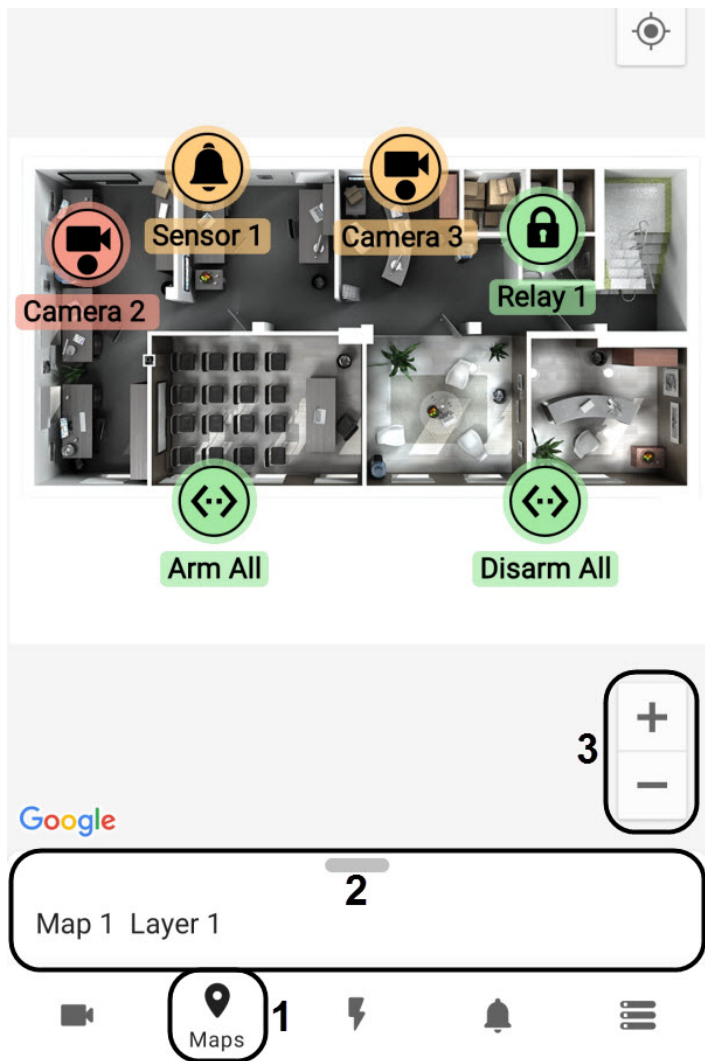 Sensor 1
Camera 3
Camera 2
Relay 1
Arm All
Disarm All
3
Google
2
Map 1 Layer 1
1
Maps